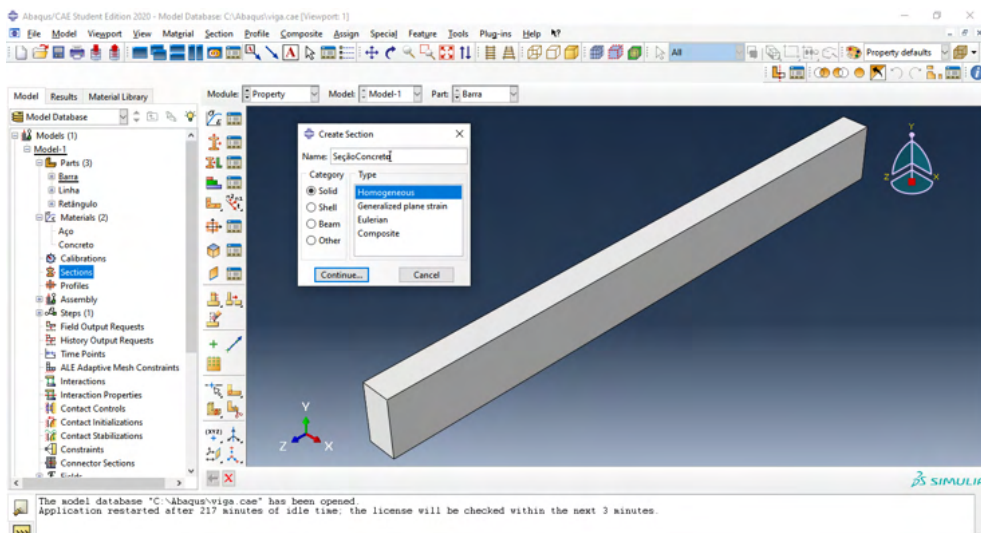 Abaqus/CAE Student Edition 2020 - Model Database: C:\Abaqus\viga.cae [Viewport: 1]
File Model Viewport View Material Section Profile Composite Assign Special Feature Tools Plug-ins Help
All
Property defaults
Model Results Material Library
Module: Property Model: Model-1 Part: Barra
Model Database
Models (1)
Model-1
Parts (3)
Barra
Linha
Retângulo
Materials (2)
Aço
Concreto
Calibrations
Sections
Profiles
Assembly
Steps (1)
Field Output Requests
History Output Requests
Time Points
ALE Adaptive Mesh Constraints
Interactions
Interaction Properties
Contact Controls
Contact Initializations
Contact Stabilizations
Constraints
Connector Sections
Fields
Create Section
Name: SeçãoConcreto
Category Type
Solid
Shell
Beam
Other
Homogeneous
Generalized plane strain
Eulerian
Composite
Continue... Cancel
Y
Z X
Y
Z X
(XYZ)
SIMULIA
The model database "C:\Abaqus\viga.cae" has been opened.
Application restarted after 217 minutes of idle time; the license will be checked within the next 3 minutes.